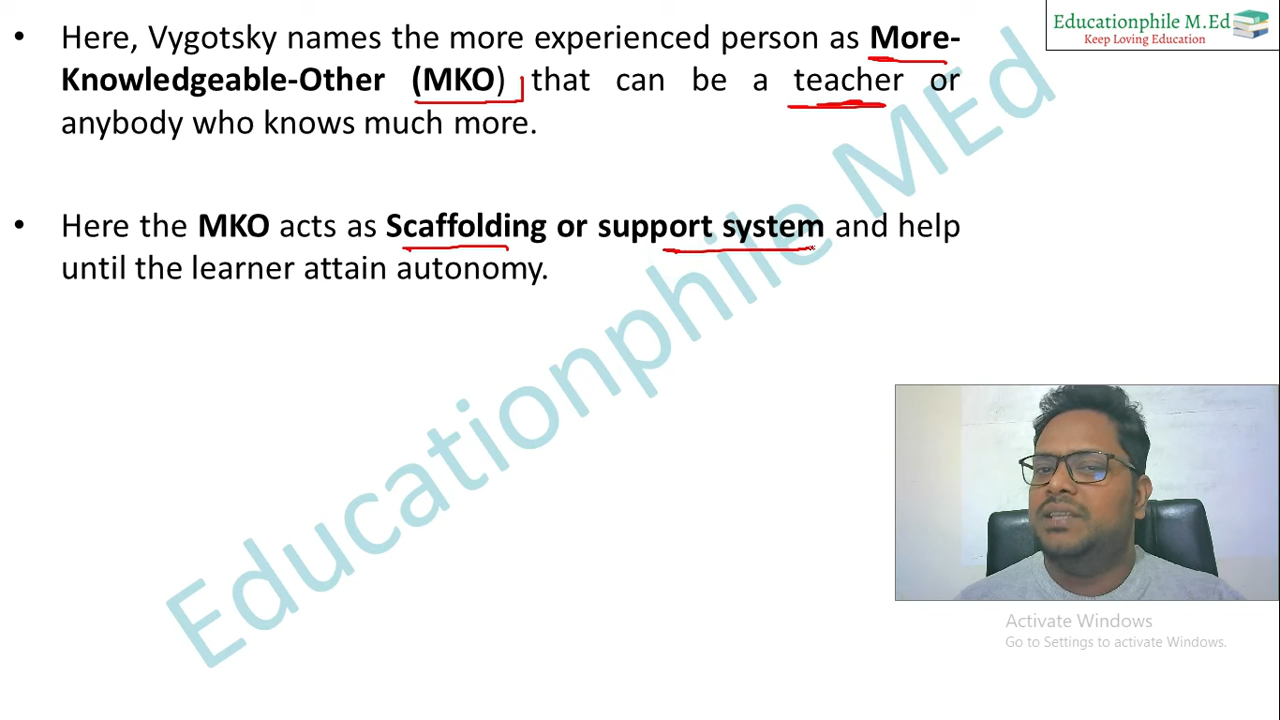 • Here, Vygotsky names the more experienced person as More-
Knowledgeable-Other (MKO) that can be a teacher or
anybody who knows much more.
• Here the MKO acts as Scaffolding or support system and help
until the learner attain autonomy.
Educationphile M.Ed
Keep Loving Education
Educationphile MEd
Activate Windows
Go to Settings to activate Windows.